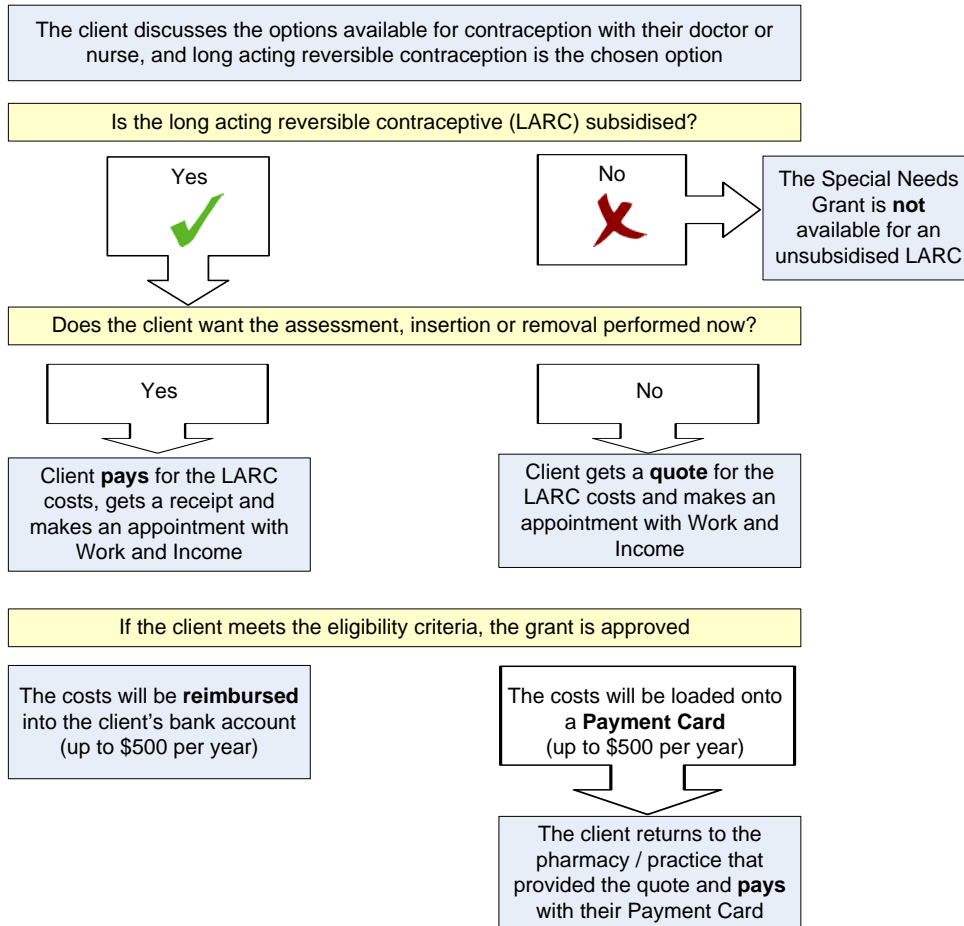 The client discusses the options available for contraception with their doctor or
nurse, and long acting reversible contraception is the chosen option
Is the long acting reversible contraceptive (LARC) subsidised?
Yes
No
The Special Needs
Grant is not
available for an
unsubsidised LARC
Does the client want the assessment, insertion or removal performed now?
Yes
No
Client pays for the LARC
costs, gets a receipt and
makes an appointment with
Work and Income
Client gets a quote for the
LARC costs and makes an
appointment with Work and
Income
If the client meets the eligibility criteria, the grant is approved
The costs will be reimbursed
into the client’s bank account
(up to $500 per year)
The costs will be loaded onto
a Payment Card
(up to $500 per year)
The client returns to the
pharmacy / practice that
provided the quote and pays
with their Payment Card